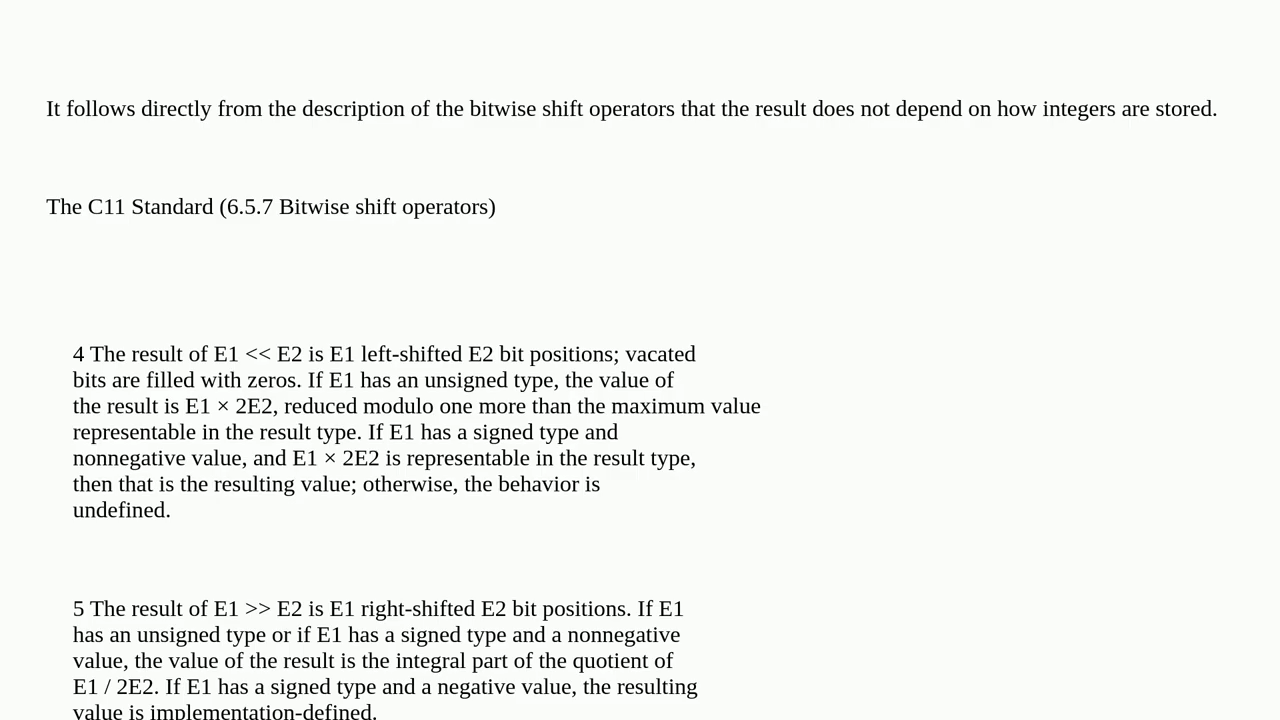 It follows directly from the description of the bitwise shift operators that the result does not depend on how integers are stored.
The C11 Standard (6.5.7 Bitwise shift operators)
4 The result of E1 << E2 is E1 left-shifted E2 bit positions; vacated
bits are filled with zeros. If E1 has an unsigned type, the value of
the result is E1 × 2E2, reduced modulo one more than the maximum value
representable in the result type. If E1 has a signed type and
nonnegative value, and E1 × 2E2 is representable in the result type,
then that is the resulting value; otherwise, the behavior is
undefined.
5 The result of E1 >> E2 is E1 right-shifted E2 bit positions. If E1
has an unsigned type or if E1 has a signed type and a nonnegative
value, the value of the result is the integral part of the quotient of
E1 / 2E2. If E1 has a signed type and a negative value, the resulting
value is implementation-defined.